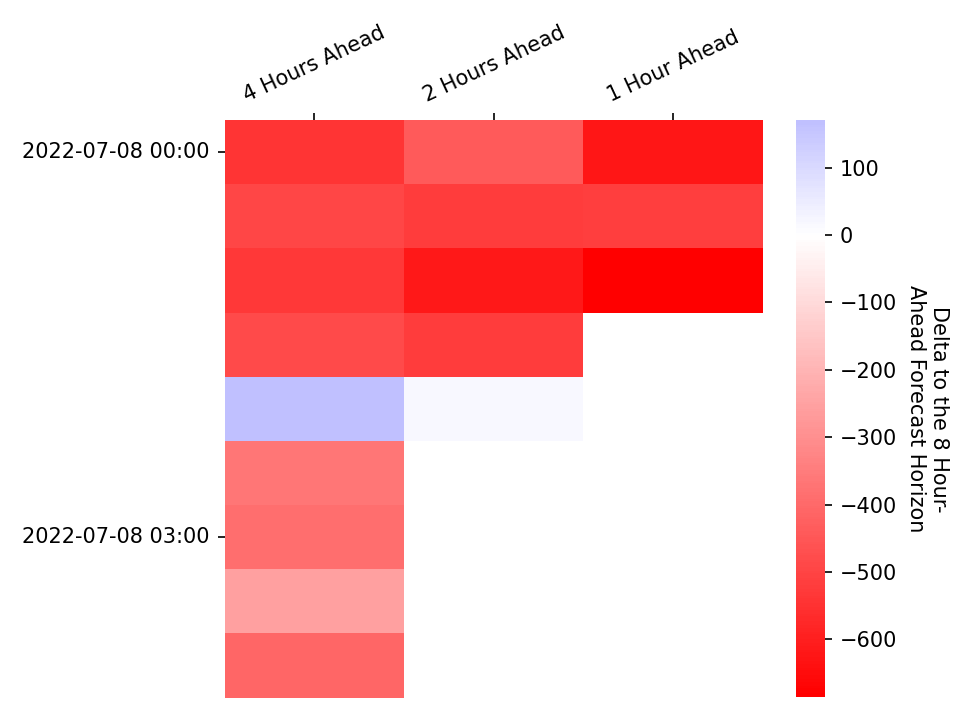 4 Hours Ahead
2 Hours Ahead
1 Hour Ahead
2022-07-08 00:00
2022-07-08 03:00
100
0
−100
−200
−300
−400
−500
−600
Delta to the 8 Hour-
Ahead Forecast Horizon